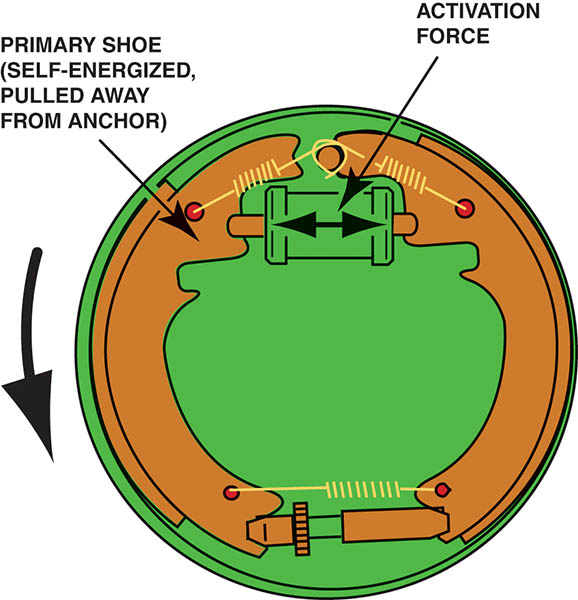 ACTIVATION
FORCE
PRIMARY SHOE
(SELF-ENERGIZED,
PULLED AWAY
FROM ANCHOR)